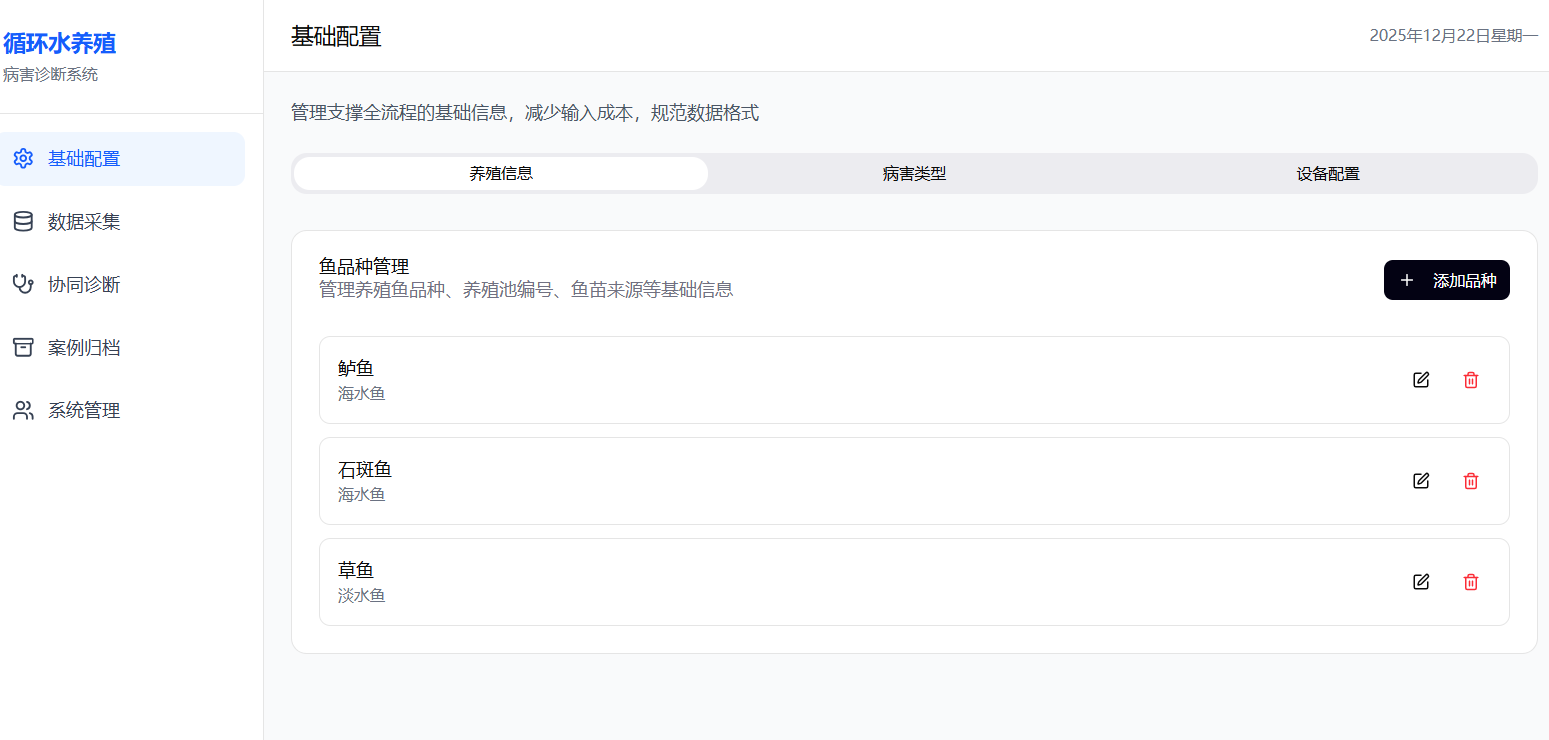 循环水养殖
病害诊断系统
基础配置
数据采集
协同诊断
案例归档
系统管理
基础配置
2025年12月22日星期一
管理支撑全流程的基础信息，减少输入成本，规范数据格式
养殖信息
病害类型
设备配置
鱼品种管理
管理养殖鱼品种、养殖池编号、鱼苗来源等基础信息
添加品种
鲈鱼
海水鱼
石斑鱼
海水鱼
草鱼
淡水鱼